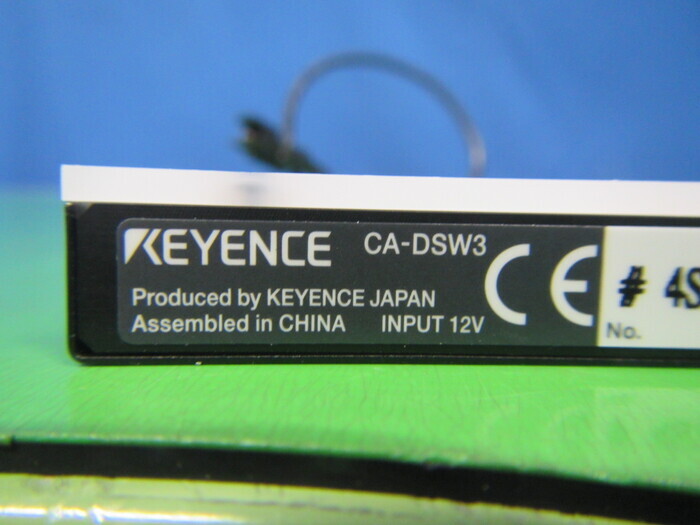 KEYENCE CA-DSW3
Produced by KEYENCE JAPAN
Assembled in CHINA INPUT 12V
CE
# 4S
No.